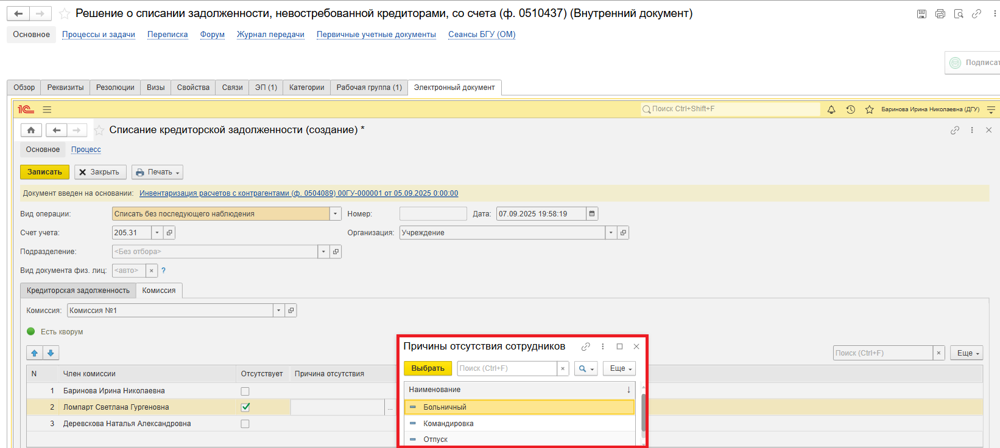 Решение о списании задолженности, невостребованной кредиторами, со счета (ф. 0510437) (Внутренний документ)
Основное Процессы и задачи Переписка Форум Журнал передачи Первичные учетные документы Сеансы БГУ (ОМ)
Подписат
Обзор Реквизиты Резолюции Визы Свойства Связи ЭП (1) Категории Рабочая группа (1) Электронный документ
1С Поиск Ctrl+Shift+F Баринова Ирина Николаевна (ДГУ)
Списание кредиторской задолженности (создание) *
Основное Процесс
Записать Закрыть Печать
Документ введен на основании: Инвентаризация расчетов с контрагентами (ф. 0504089) 00ГУ-000001 от 05.09.2025 0:00:00
Вид операции: Списать без последующего наблюдения Номер: Дата: 07.09.2025 19:58:19
Счет учета: 205.31 Организация: Учреждение
Подразделение: <Без отбора>
Вид документа физ. лиц: <авто> × ?
Кредиторская задолженность Комиссия
Комиссия: Комиссия №1
Есть кворум
Причины отсутствия сотрудников
Поиск (Ctrl+F) × Еще
Выбрать Поиск (Ctrl+F) × Еще
N Член комиссии Отсутствует Причина отсутствия
Наименование ↓
1 Баринова Ирина Николаевна
2 Ломпарт Светлана Гургеновна ...
3 Деревскова Наталья Александровна
Больничный
Командировка
Отпуск